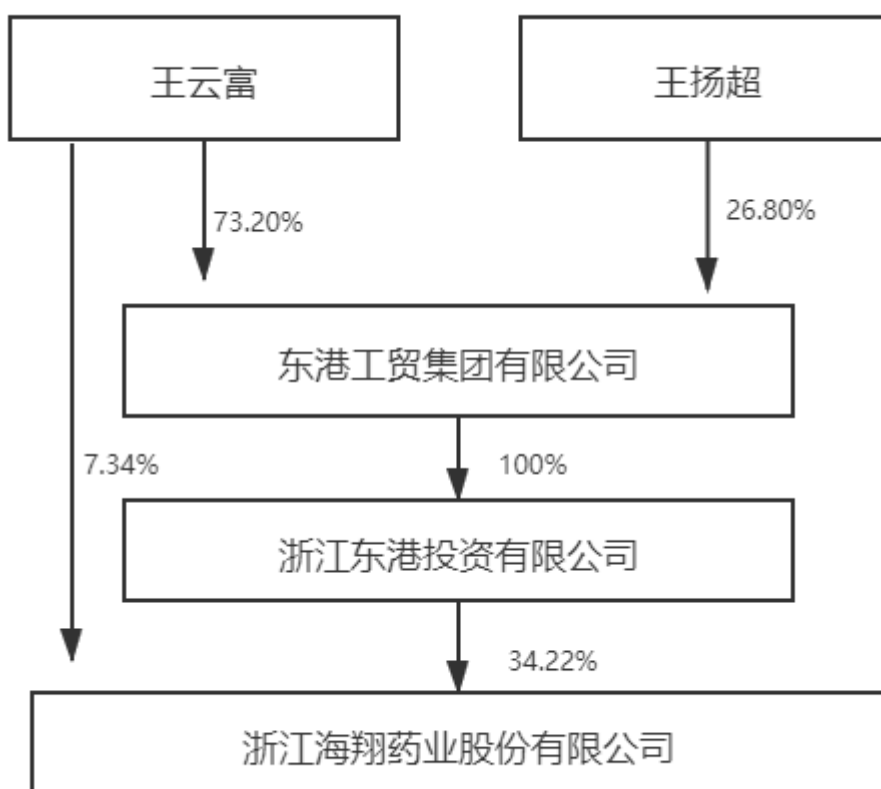 王云富
王扬超
73.20%
26.80%
东港工贸集团有限公司
7.34%
100%
浙江东港投资有限公司
34.22%
浙江海翔药业股份有限公司